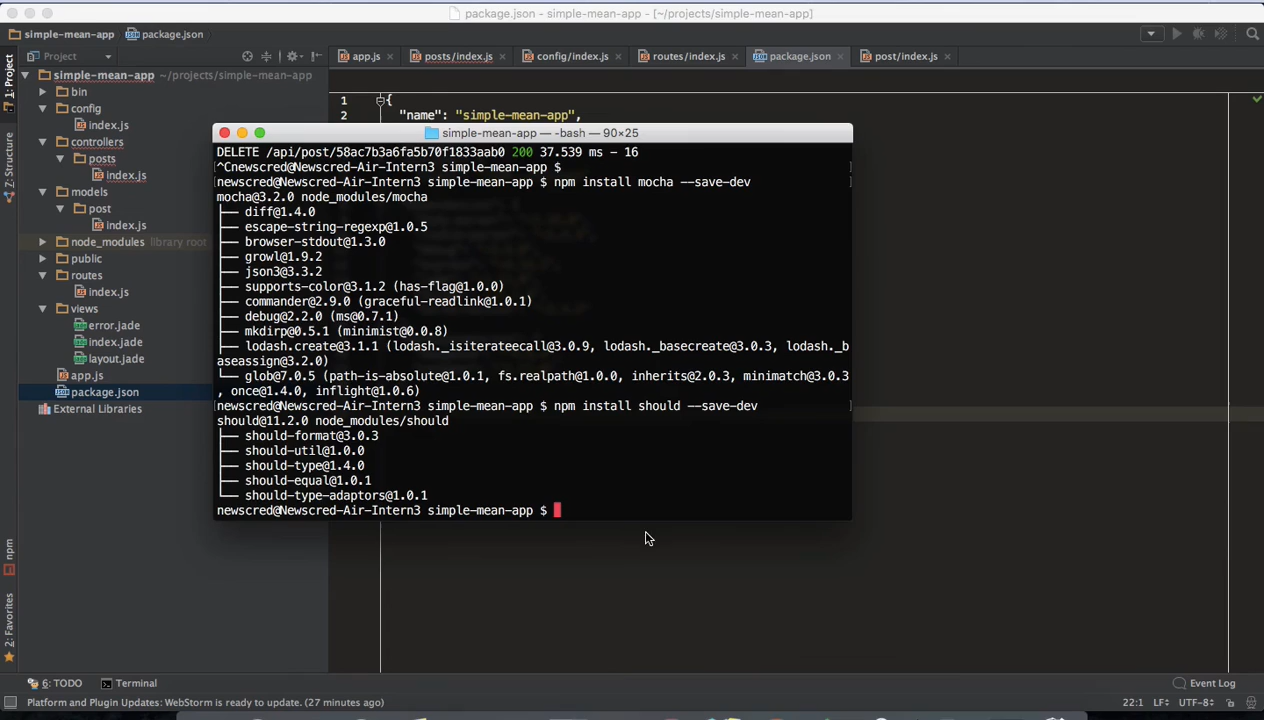 package.json - simple-mean-app - [~/projects/simple-mean-app]
simple-mean-app package.json
Project
app.js posts/index.js config/index.js routes/index.js package.json post/index.js
1: Project
simple-mean-app ~/projects/simple-mean-app
bin
config
index.js
controllers
posts
index.js
models
post
index.js
node_modules library root
public
routes
index.js
views
error.jade
index.jade
layout.jade
app.js
package.json
External Libraries
7: Structure
npm
2: Favorites
1 {
2 "name": "simple-mean-app",
simple-mean-app — -bash — 90×25
DELETE /api/post/58ac7b3a6fa5b70f1833aab0 200 37.539 ms - 16
^Cnewscred@Newscred-Air-Intern3 simple-mean-app $
[newscred@Newscred-Air-Intern3 simple-mean-app $ npm install mocha --save-dev ]
mocha@3.2.0 node_modules/mocha
├── diff@1.4.0
├── escape-string-regexp@1.0.5
├── browser-stdout@1.3.0
├── growl@1.9.2
├── json3@3.3.2
├── supports-color@3.1.2 (has-flag@1.0.0)
├── commander@2.9.0 (graceful-readlink@1.0.1)
├── debug@2.2.0 (ms@0.7.1)
├── mkdirp@0.5.1 (minimist@0.0.8)
├── lodash.create@3.1.1 (lodash._isiterateecall@3.0.9, lodash._basecreate@3.0.3, lodash._b
aseassign@3.2.0)
└── glob@7.0.5 (path-is-absolute@1.0.1, fs.realpath@1.0.0, inherits@2.0.3, minimatch@3.0.3
, once@1.4.0, inflight@1.0.6)
[newscred@Newscred-Air-Intern3 simple-mean-app $ npm install should --save-dev ]
should@11.2.0 node_modules/should
├── should-format@3.0.3
├── should-util@1.0.0
├── should-type@1.4.0
├── should-equal@1.0.1
└── should-type-adaptors@1.0.1
newscred@Newscred-Air-Intern3 simple-mean-app $
6: TODO Terminal Event Log
Platform and Plugin Updates: WebStorm is ready to update. (27 minutes ago) 22:1 LF÷ UTF-8÷